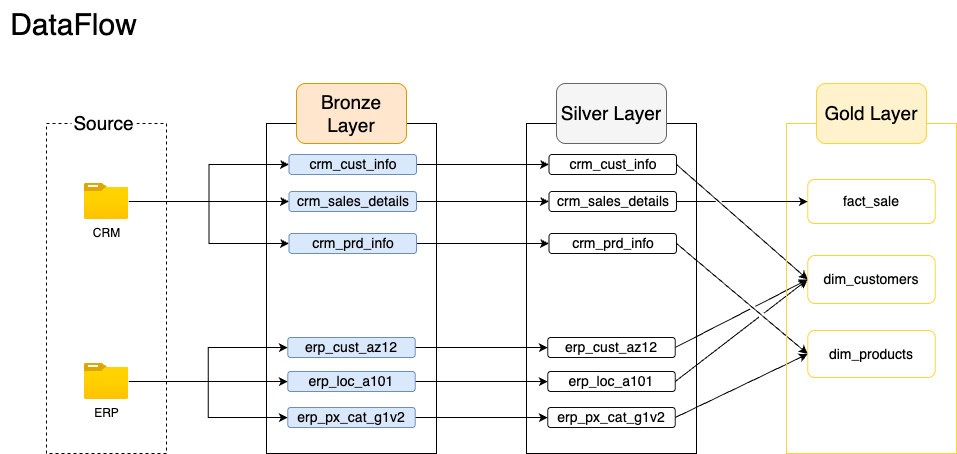 DataFlow
Source
Bronze
Layer
Silver Layer
Gold Layer
CRM
ERP
crm_cust_info
crm_sales_details
crm_prd_info
erp_cust_az12
erp_loc_a101
erp_px_cat_g1v2
crm_cust_info
crm_sales_details
crm_prd_info
erp_cust_az12
erp_loc_a101
erp_px_cat_g1v2
fact_sale
dim_customers
dim_products